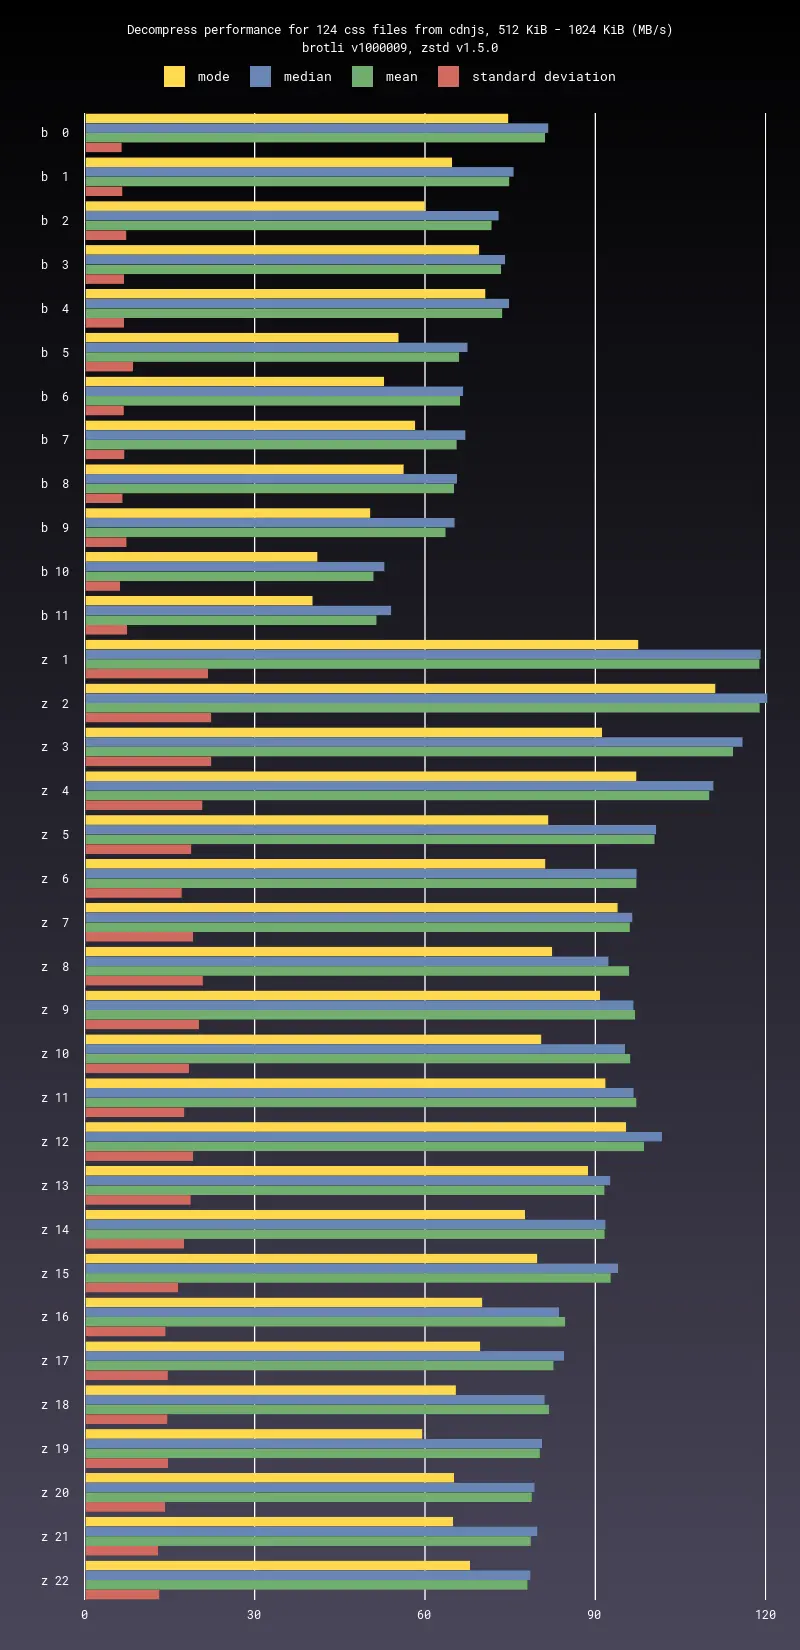 Decompress performance for 124 css files from cdnjs, 512 KiB - 1024 KiB (MB/s)
brotli v1000009, zstd v1.5.0
mode median mean standard deviation
b 0
b 1
b 2
b 3
b 4
b 5
b 6
b 7
b 8
b 9
b 10
b 11
z 1
z 2
z 3
z 4
z 5
z 6
z 7
z 8
z 9
z 10
z 11
z 12
z 13
z 14
z 15
z 16
z 17
z 18
z 19
z 20
z 21
z 22
0 30 60 90 120